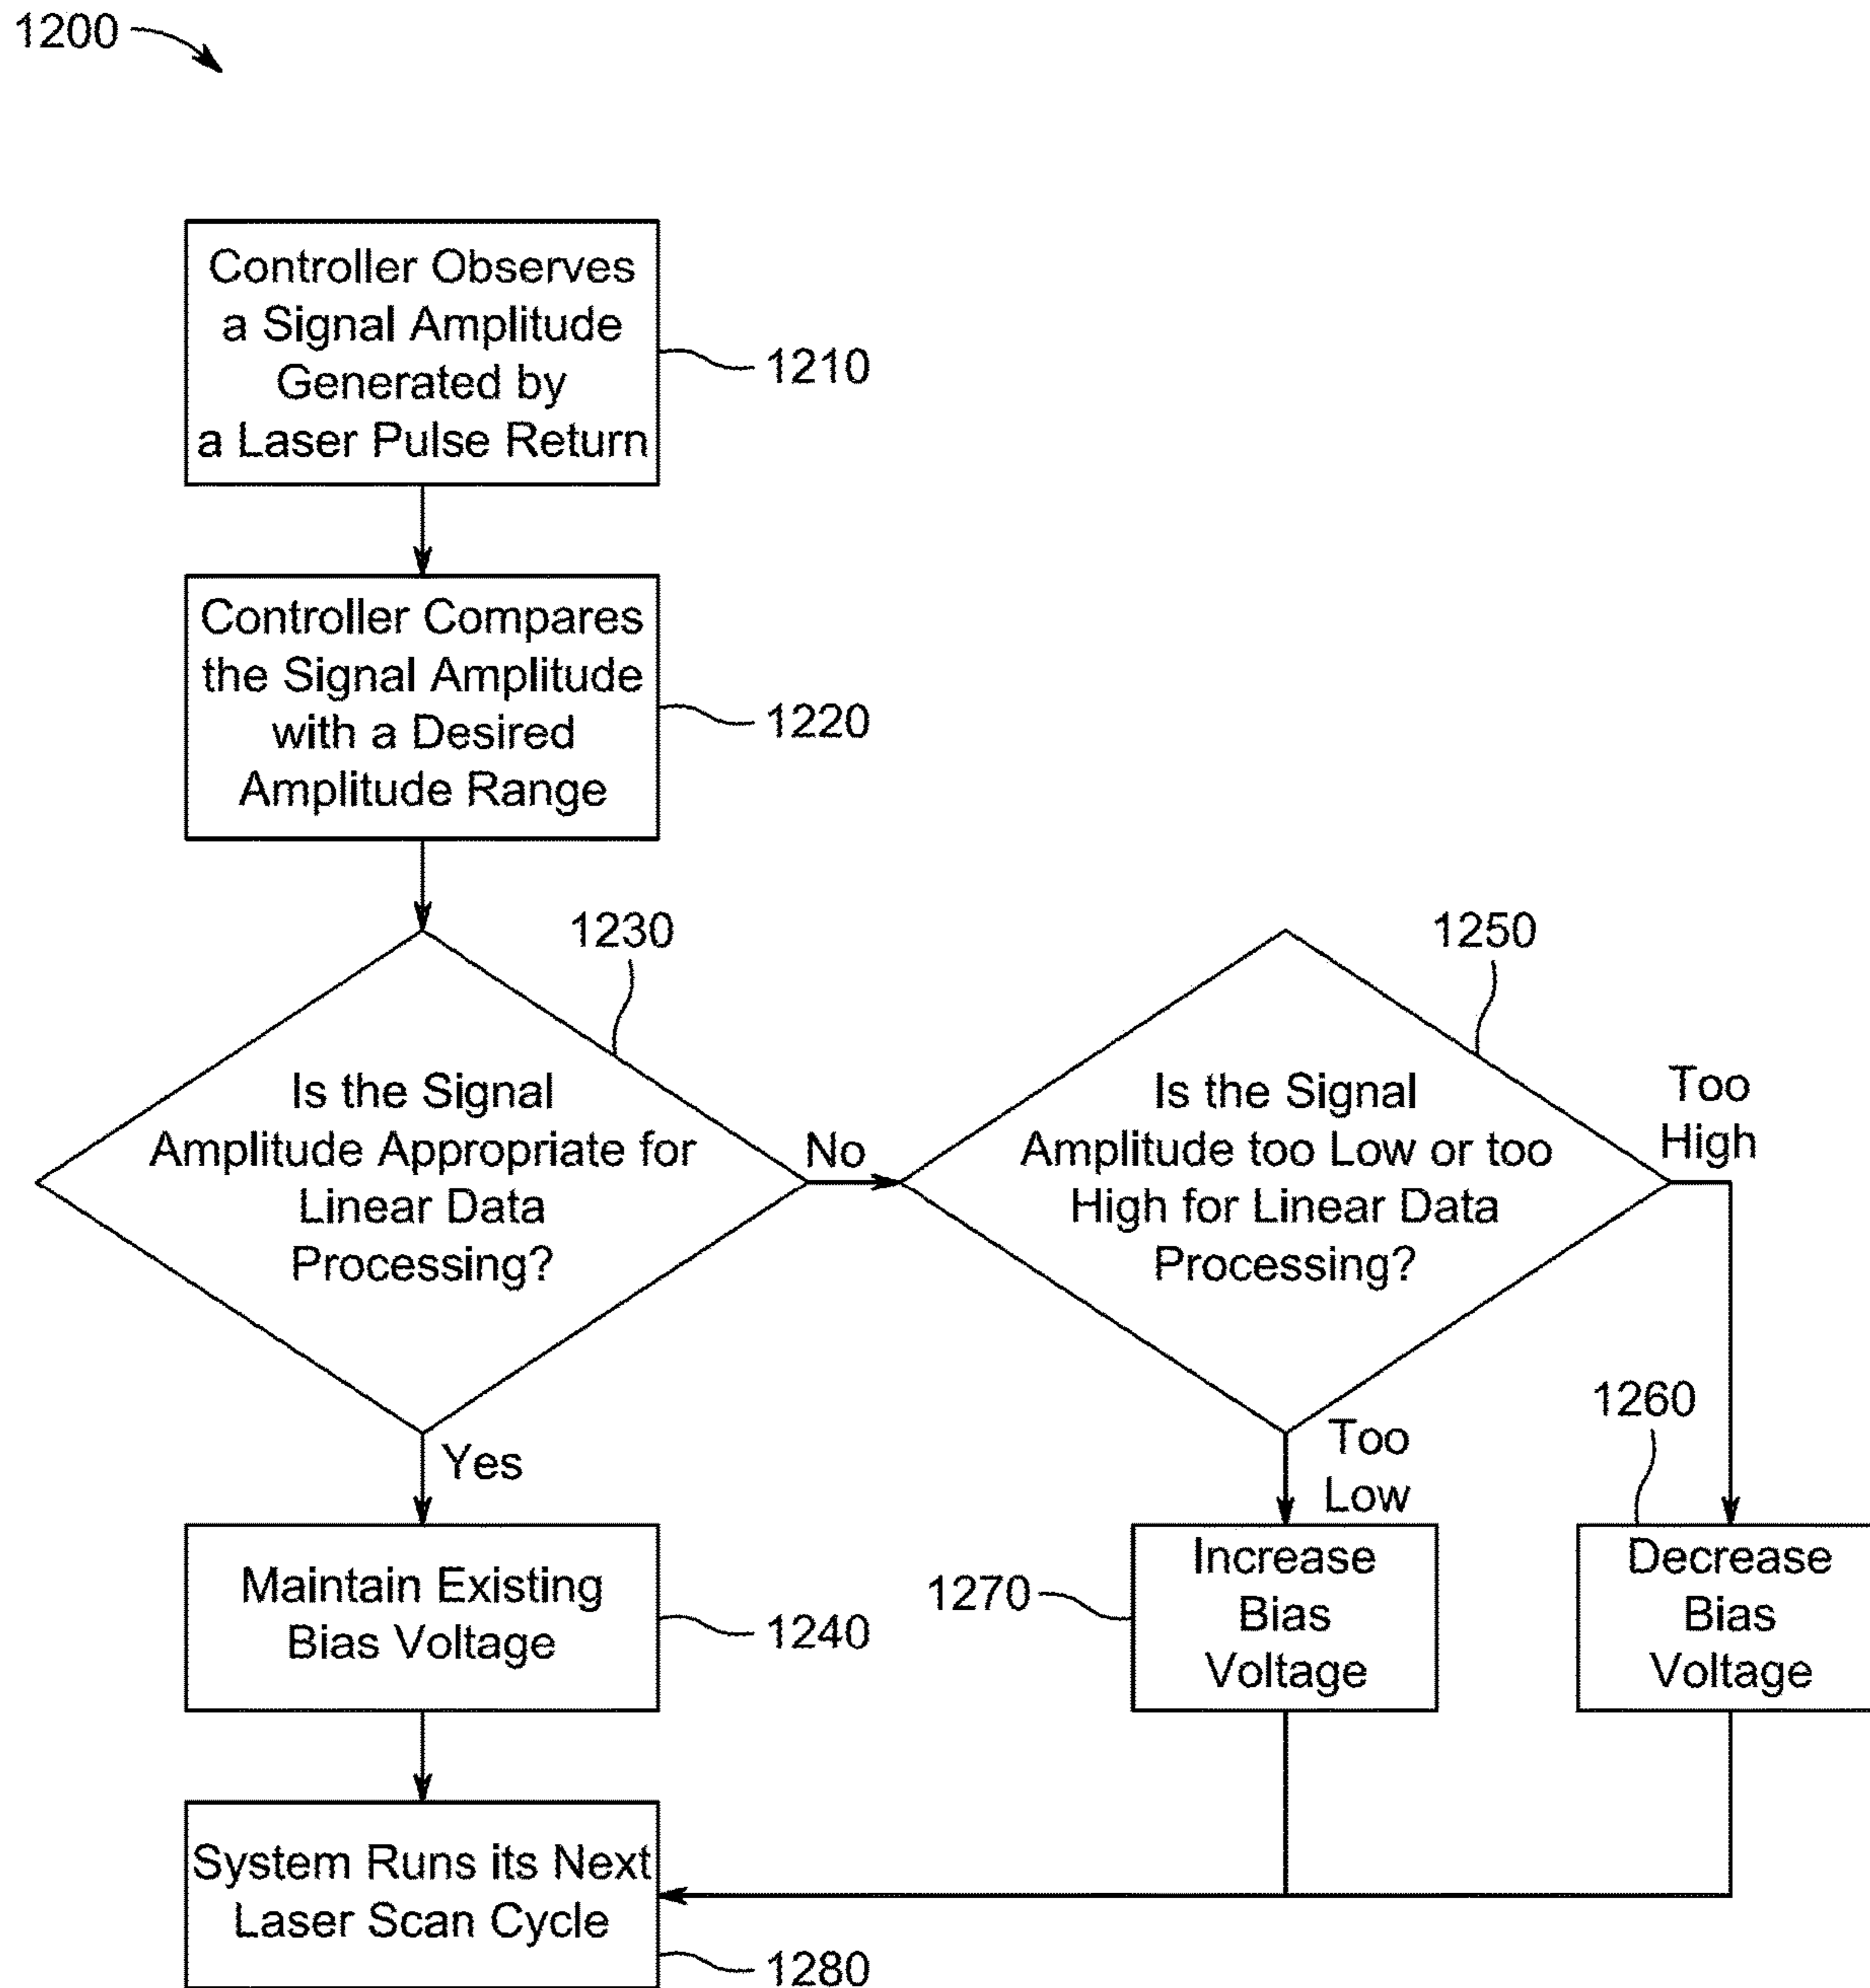 1200
Controller Observes
a Signal Amplitude
Generated by
a Laser Pulse Return
1210
Controller Compares
the Signal Amplitude
with a Desired
Amplitude Range
1220
1230
Is the Signal
Amplitude Appropriate for
Linear Data
Processing?
No
Yes
1250
Is the Signal
Amplitude too Low or too
High for Linear Data
Processing?
Too
High
Too
Low
Maintain Existing
Bias Voltage
1240
1270
Increase
Bias
Voltage
1260
Decrease
Bias
Voltage
System Runs its Next
Laser Scan Cycle
1280